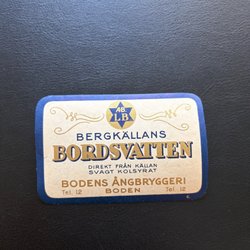 AB
LB
BERGKÄLLANS
BORDSVATTEN
DIREKT FRÅN KÄLLAN
SVAGT KOLSYRAT
BODENS ÅNGBRYGGERI
Tel. 12 BODEN Tel. 12